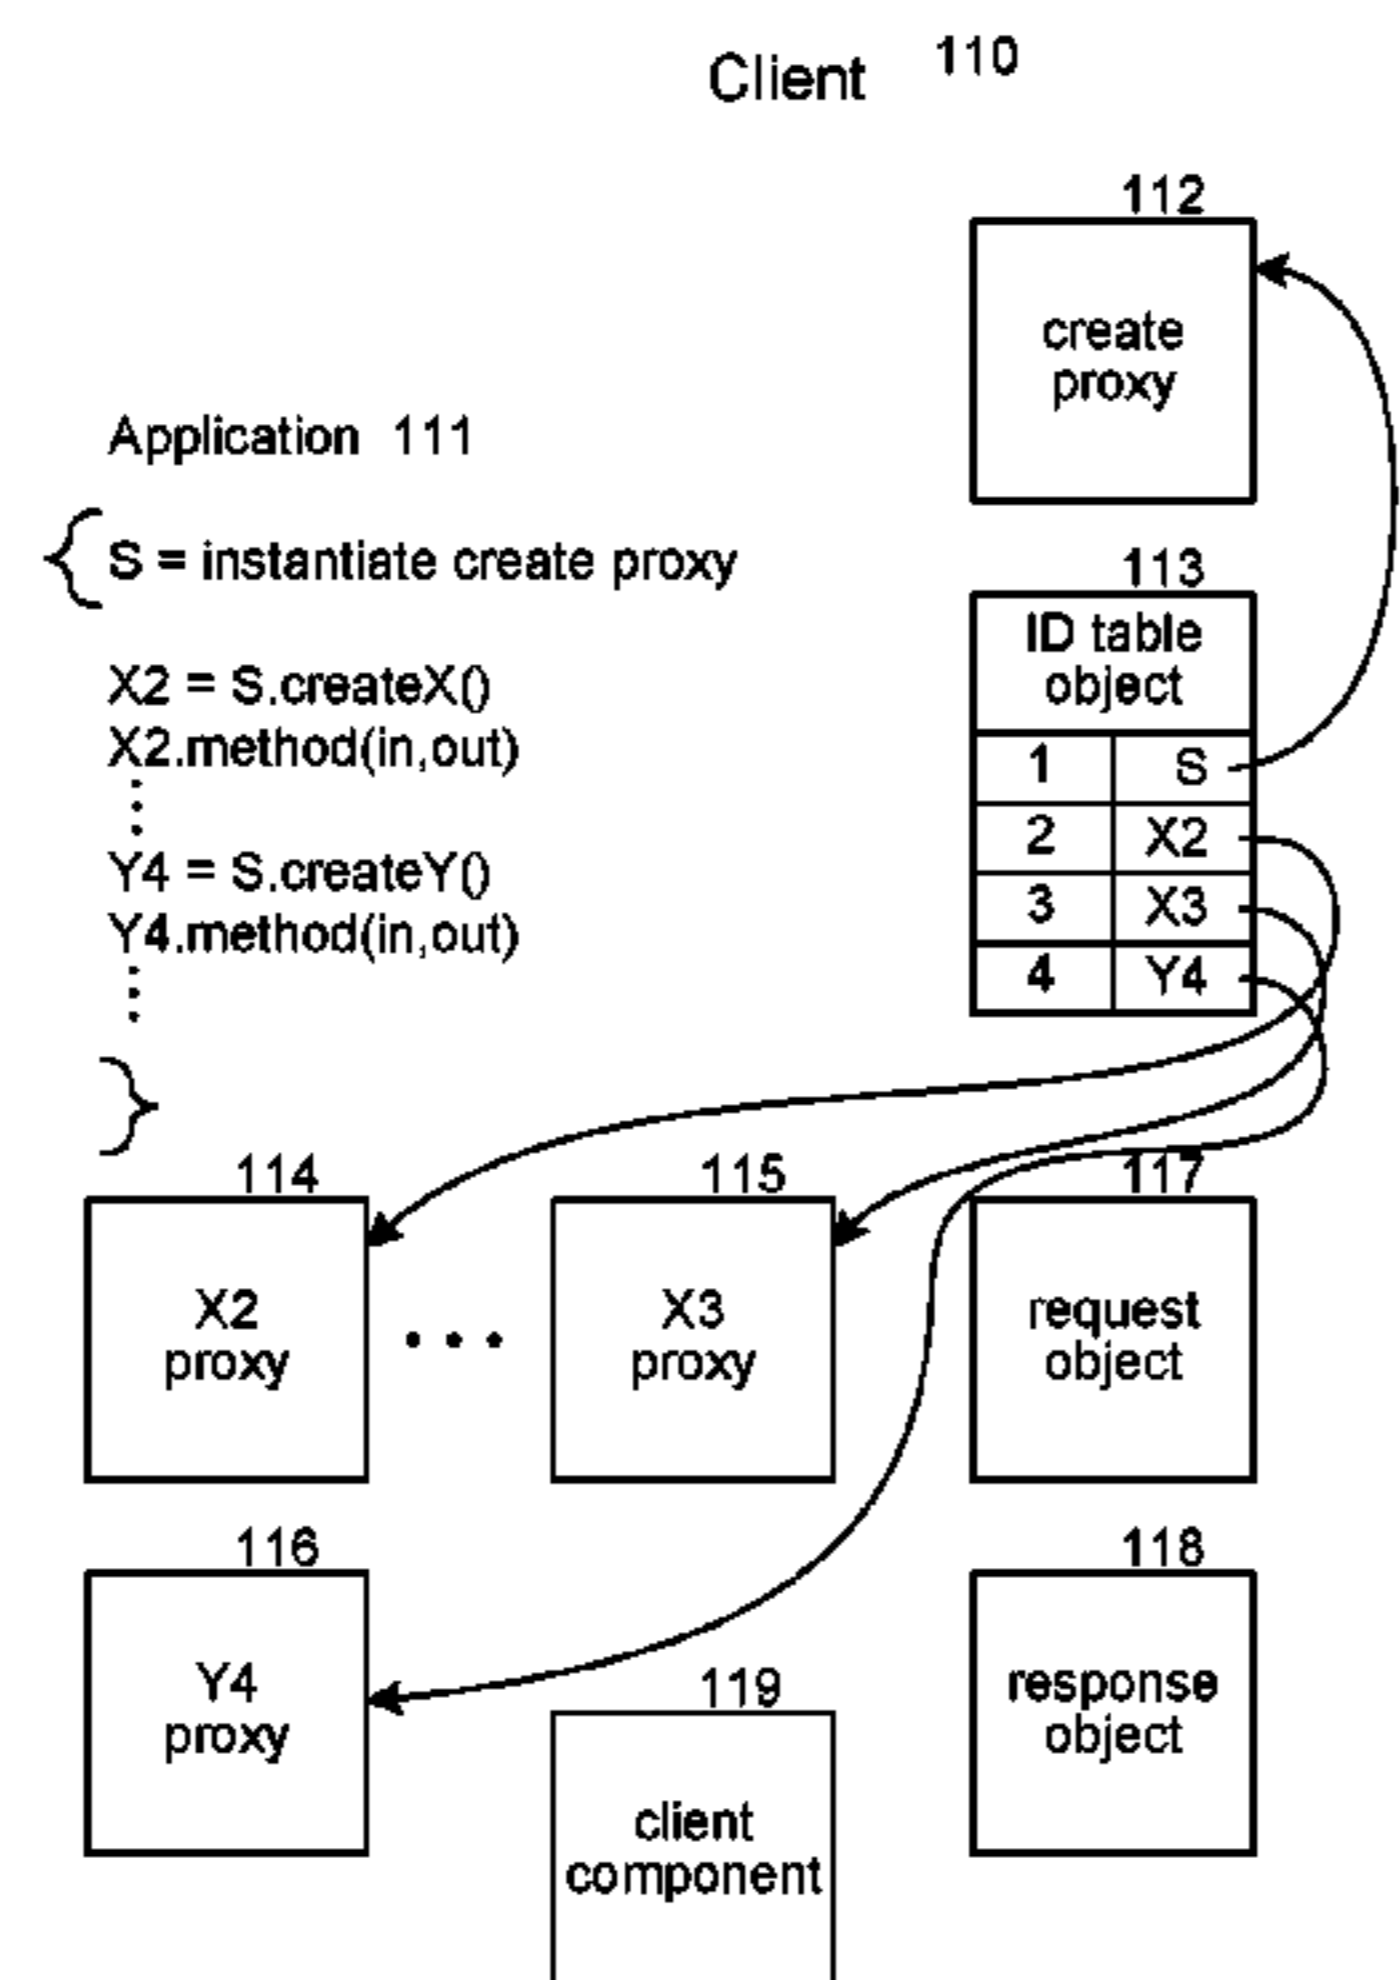 Client 110
112
create
proxy
Application 111
S = instantiate create proxy
X2 = S.createX()
X2.method(in,out)
Y4 = S.createY()
Y4.method(in,out)
113
ID table
object
1 S
2 X2
3 X3
4 Y4
114
X2
proxy
115
X3
proxy
117
request
object
116
Y4
proxy
119
client
component
118
response
object